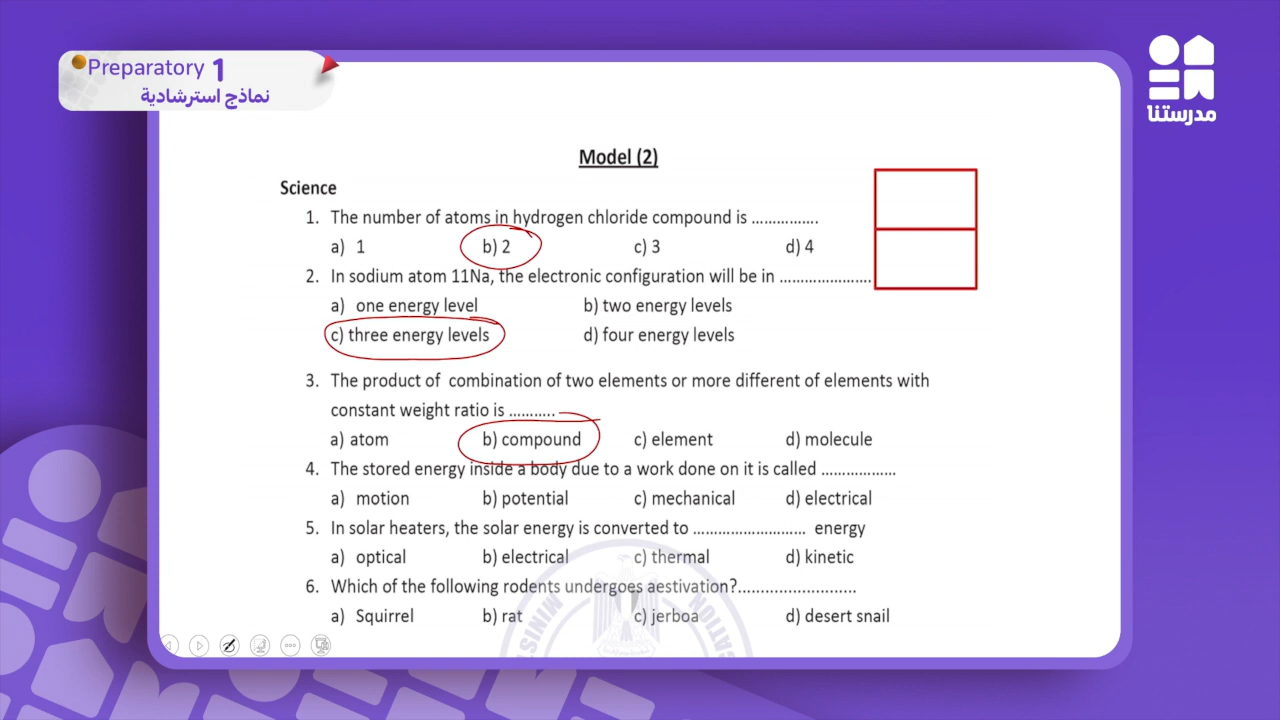 Preparatory 1
نماذج استرشادية
مدرستنا
Model (2)
Science
1. The number of atoms in hydrogen chloride compound is ................
a) 1 b) 2 c) 3 d) 4
2. In sodium atom 11Na, the electronic configuration will be in ......................
a) one energy level b) two energy levels
c) three energy levels d) four energy levels
3. The product of combination of two elements or more different of elements with
constant weight ratio is ...........
a) atom b) compound c) element d) molecule
4. The stored energy inside a body due to a work done on it is called ..................
a) motion b) potential c) mechanical d) electrical
5. In solar heaters, the solar energy is converted to ........................... energy
a) optical b) electrical c) thermal d) kinetic
6. Which of the following rodents undergoes aestivation?.........................
a) Squirrel b) rat c) jerboa d) desert snail